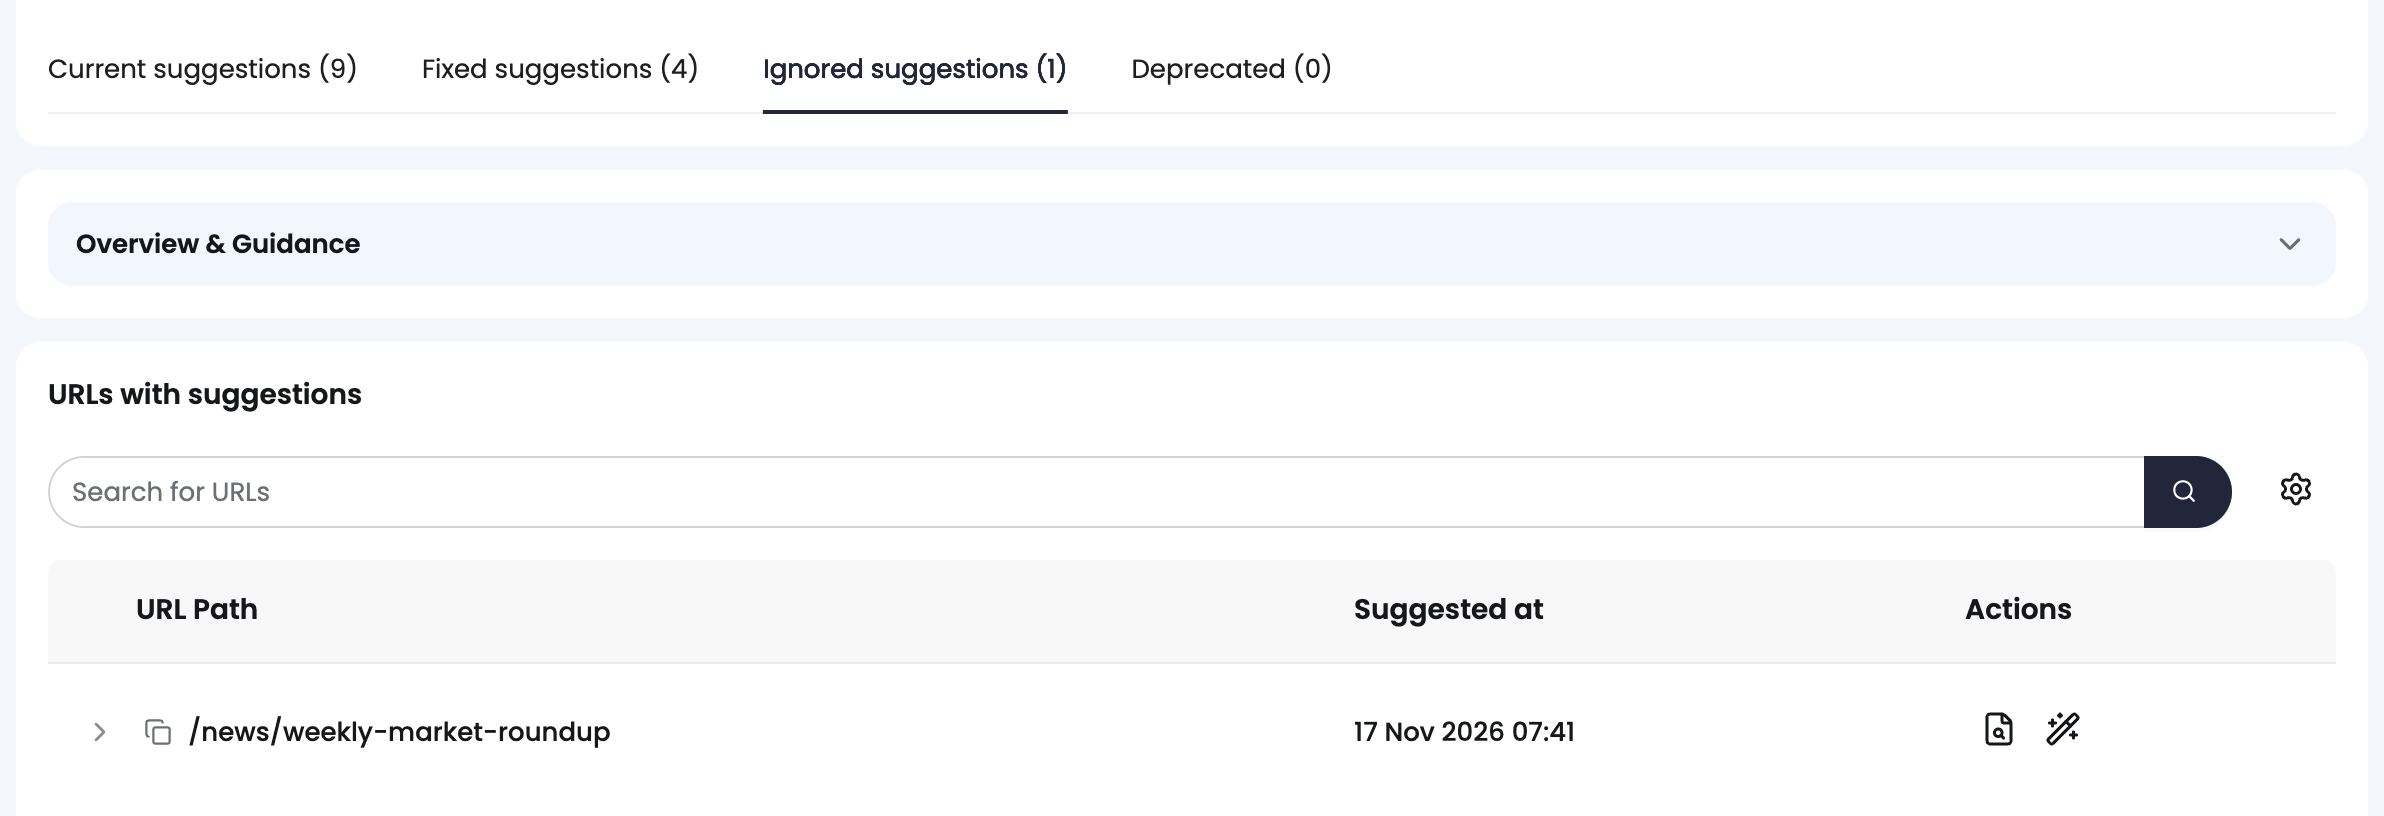 Current suggestions (9) Fixed suggestions (4) Ignored suggestions (1) Deprecated (0)
Overview & Guidance
URLs with suggestions
Search for URLs
URL Path Suggested at Actions
/news/weekly-market-roundup 17 Nov 2026 07:41